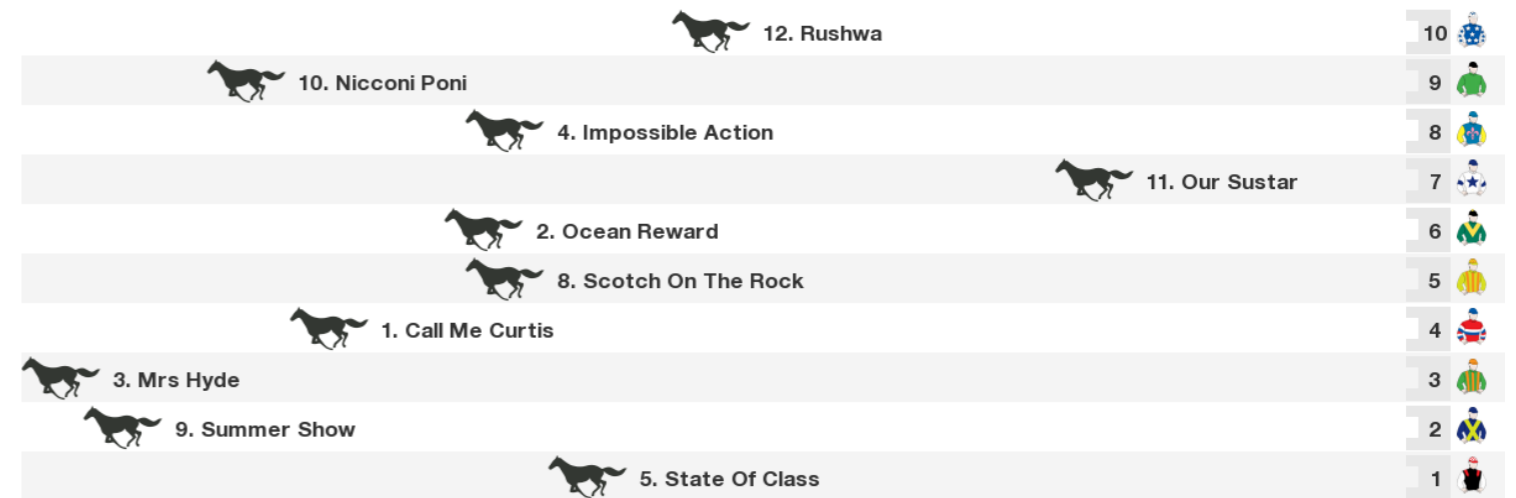 12. Rushwa 10
10. Nicconi Poni 9
4. Impossible Action 8
11. Our Sustar 7
2. Ocean Reward 6
8. Scotch On The Rock 5
1. Call Me Curtis 4
3. Mrs Hyde 3
9. Summer Show 2
5. State Of Class 1